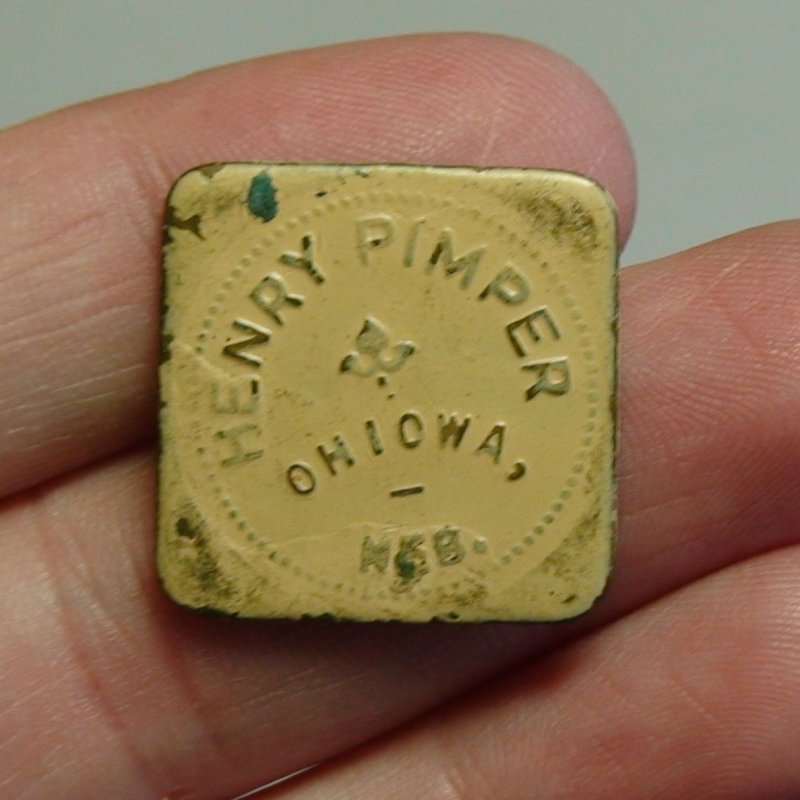 HENRY PIMPER
OHIOWA,
NEB.